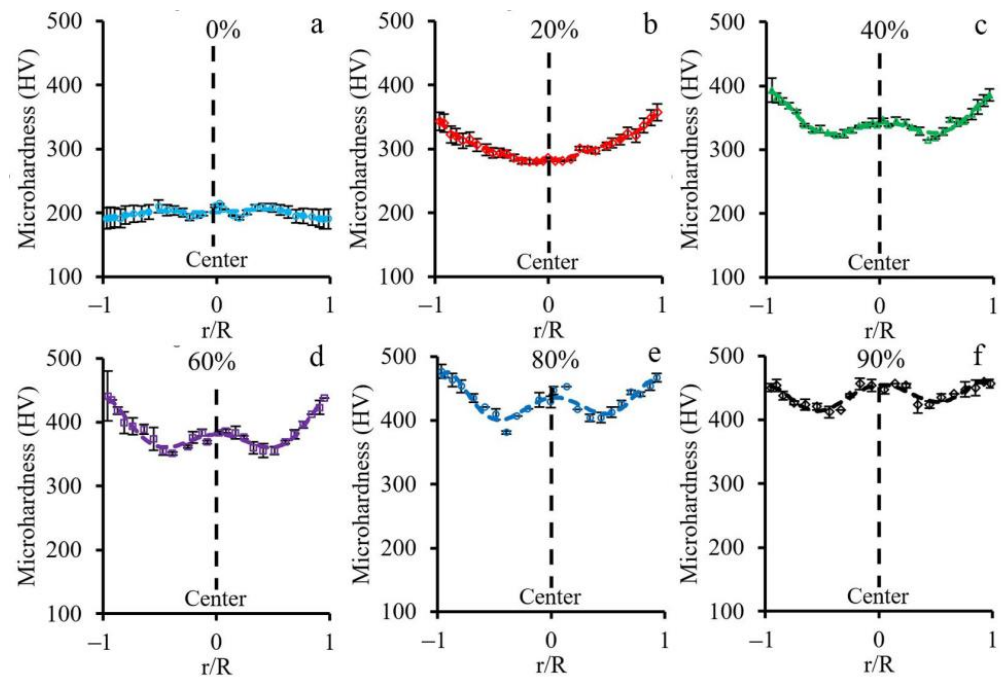 500 0% a
400
300
200
100
Center
–1 0 1
r/R
Microhardness (HV)
500 20% b
400
300
200
100
Center
–1 0 1
r/R
Microhardness (HV)
500 40% c
400
300
200
100
Center
–1 0 1
r/R
Microhardness (HV)
500 60% d
400
300
200
100
Center
–1 0 1
r/R
Microhardness (HV)
500 80% e
400
300
200
100
Center
–1 0 1
r/R
Microhardness (HV)
500 90% f
400
300
200
100
Center
–1 0 1
r/R
Microhardness (HV)